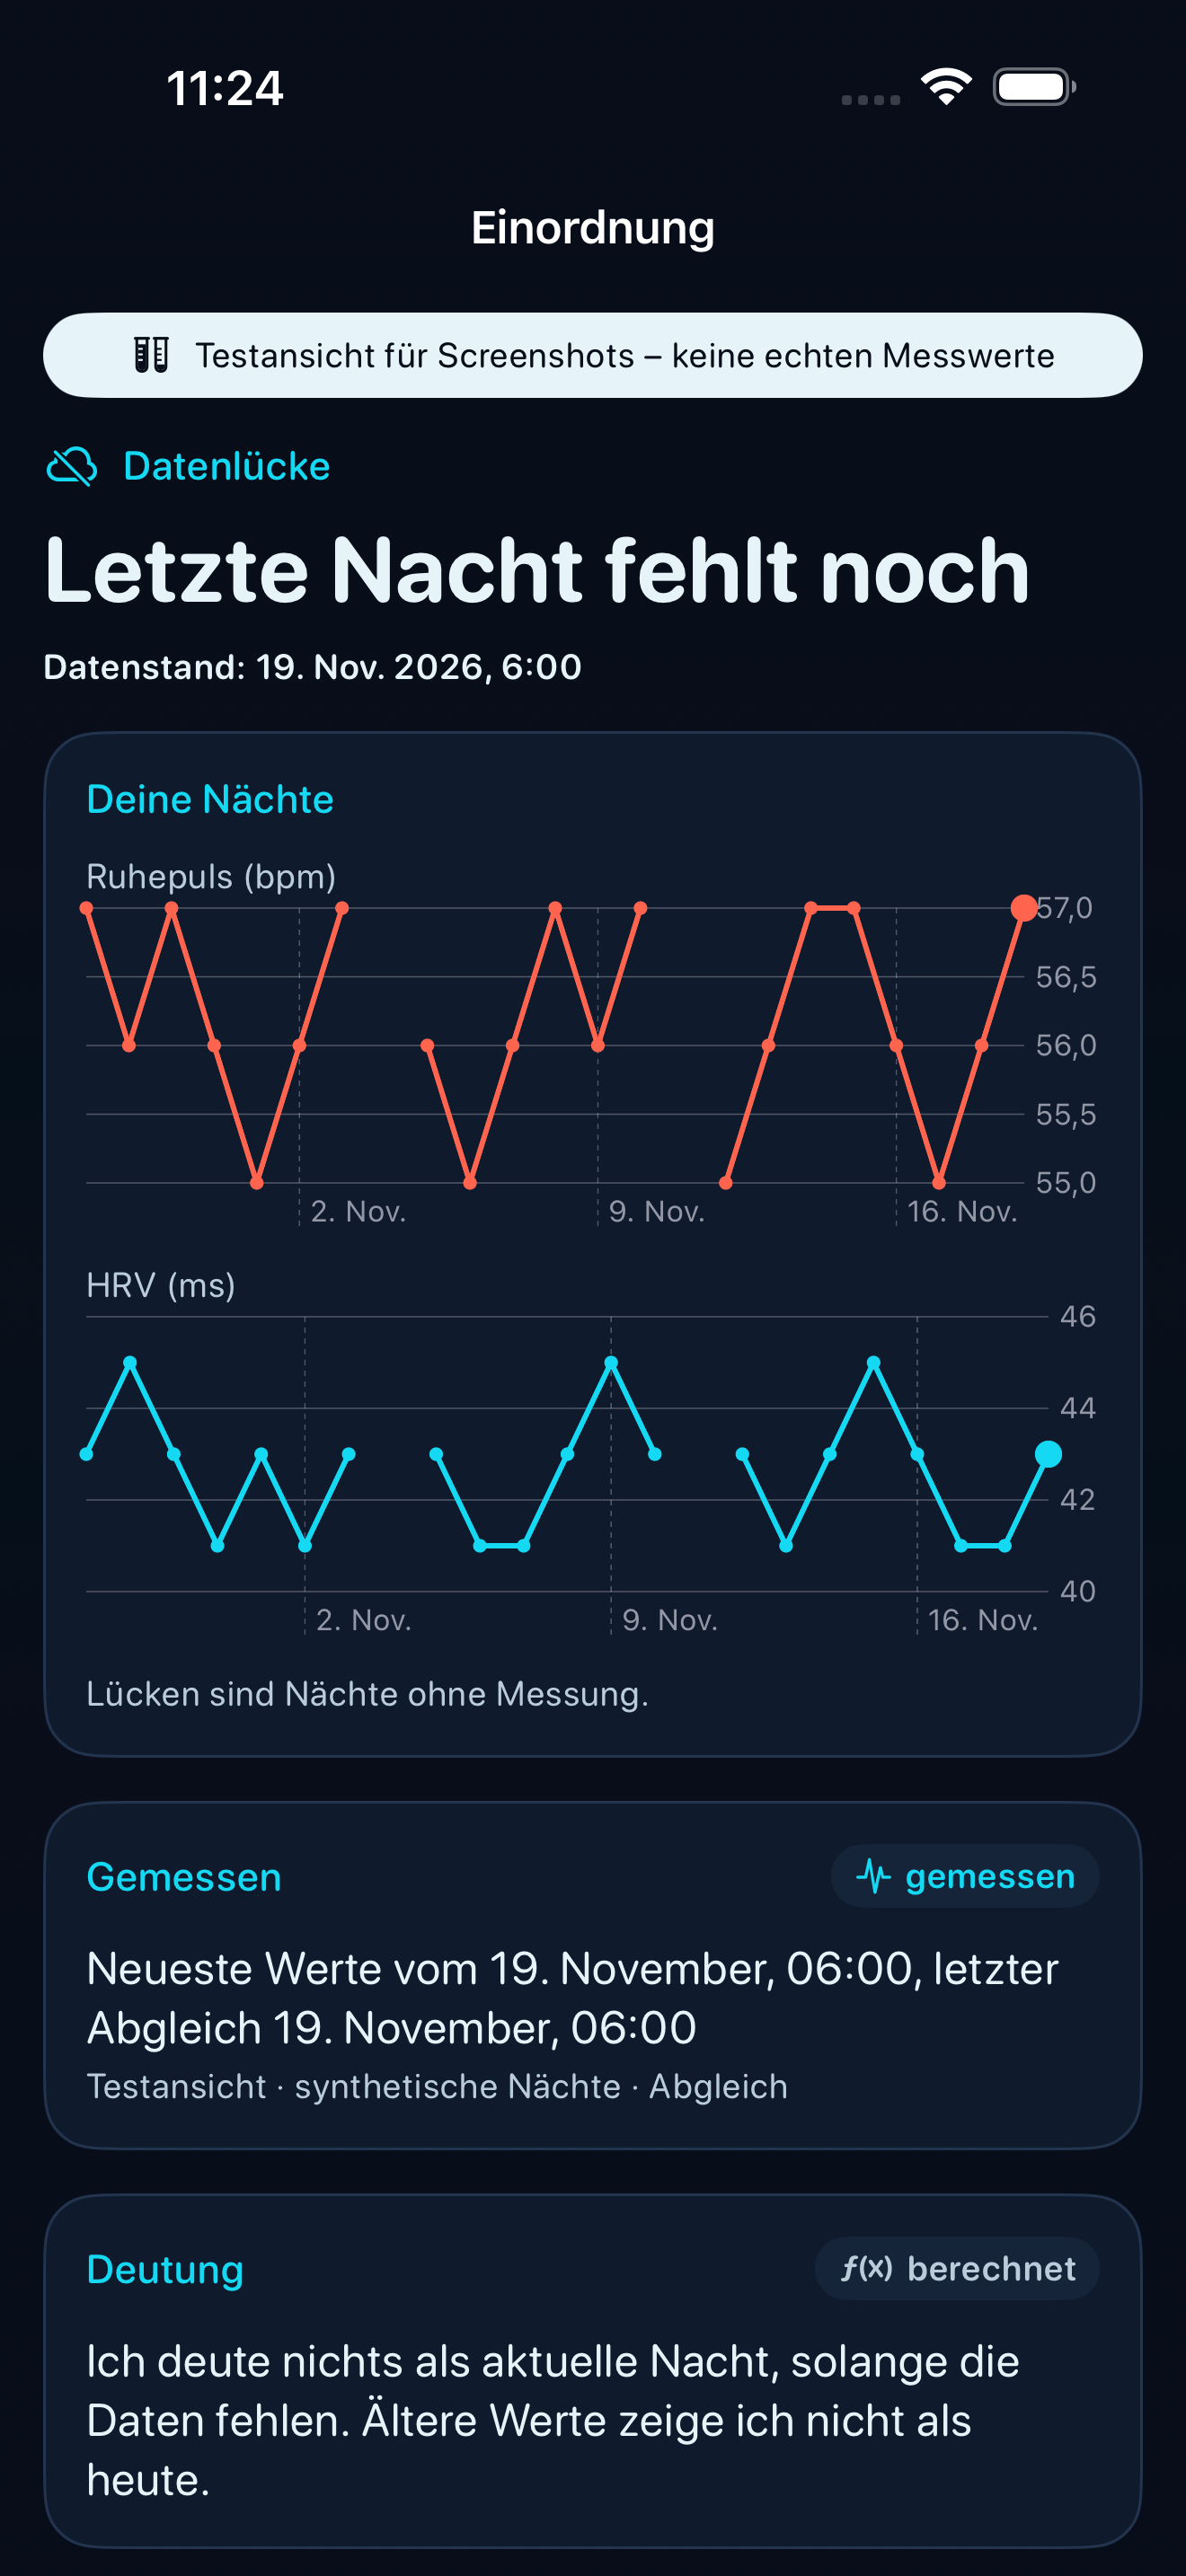 11:24
Einordnung
Testansicht für Screenshots – keine echten Messwerte
Datenlücke
Letzte Nacht fehlt noch
Datenstand: 19. Nov. 2026, 6:00
Deine Nächte
Ruhepuls (bpm)
57,0
56,5
56,0
55,5
55,0
2. Nov.
9. Nov.
16. Nov.
HRV (ms)
46
44
42
40
2. Nov.
9. Nov.
16. Nov.
Lücken sind Nächte ohne Messung.
Gemessen
gemessen
Neueste Werte vom 19. November, 06:00, letzter
Abgleich 19. November, 06:00
Testansicht · synthetische Nächte · Abgleich
Deutung
f(x) berechnet
Ich deute nichts als aktuelle Nacht, solange die
Daten fehlen. Ältere Werte zeige ich nicht als
heute.